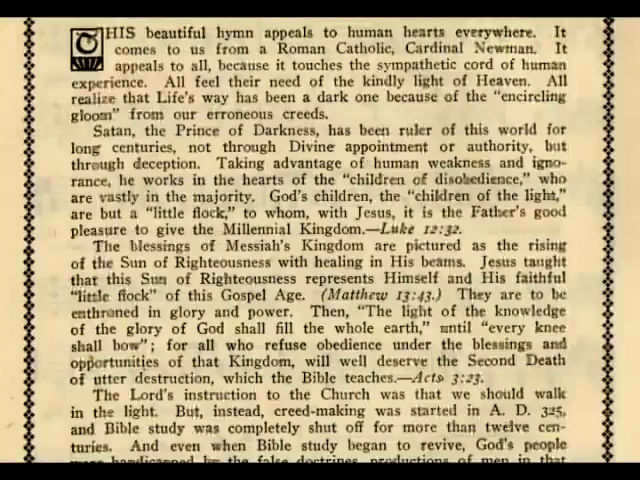 THIS beautiful hymn appeals to human hearts everywhere. It
comes to us from a Roman Catholic, Cardinal Newman. It
appeals to all, because it touches the sympathetic cord of human
experience. All feel their need of the kindly light of Heaven. All
realize that Life's way has been a dark one because of the "encircling
gloom" from our erroneous creeds.
Satan, the Prince of Darkness, has been ruler of this world for
long centuries, not through Divine appointment or authority, but
through deception. Taking advantage of human weakness and igno-
rance, he works in the hearts of the "children of disobedience," who
are vastly in the majority. God's children, the "children of the light,"
are but a "little flock," to whom, with Jesus, it is the Father's good
pleasure to give the Millennial Kingdom.—Luke 12:32.
The blessings of Messiah's Kingdom are pictured as the rising
of the Sun of Righteousness with healing in His beams. Jesus taught
that this Sun of Righteousness represents Himself and His faithful
"little flock" of this Gospel Age. (Matthew 13:43.) They are to be
enthroned in glory and power. Then, "The light of the knowledge
of the glory of God shall fill the whole earth," until "every knee
shall bow"; for all who refuse obedience under the blessings and
opportunities of that Kingdom, will well deserve the Second Death
of utter destruction, which the Bible teaches.—Acts 3:23.
The Lord's instruction to the Church was that we should walk
in the light. But, instead, creed-making was started in A. D. 325,
and Bible study was completely shut off for more than twelve cen-
turies. And even when Bible study began to revive, God's people
were handicapped by the false doctrines, productions of men in that